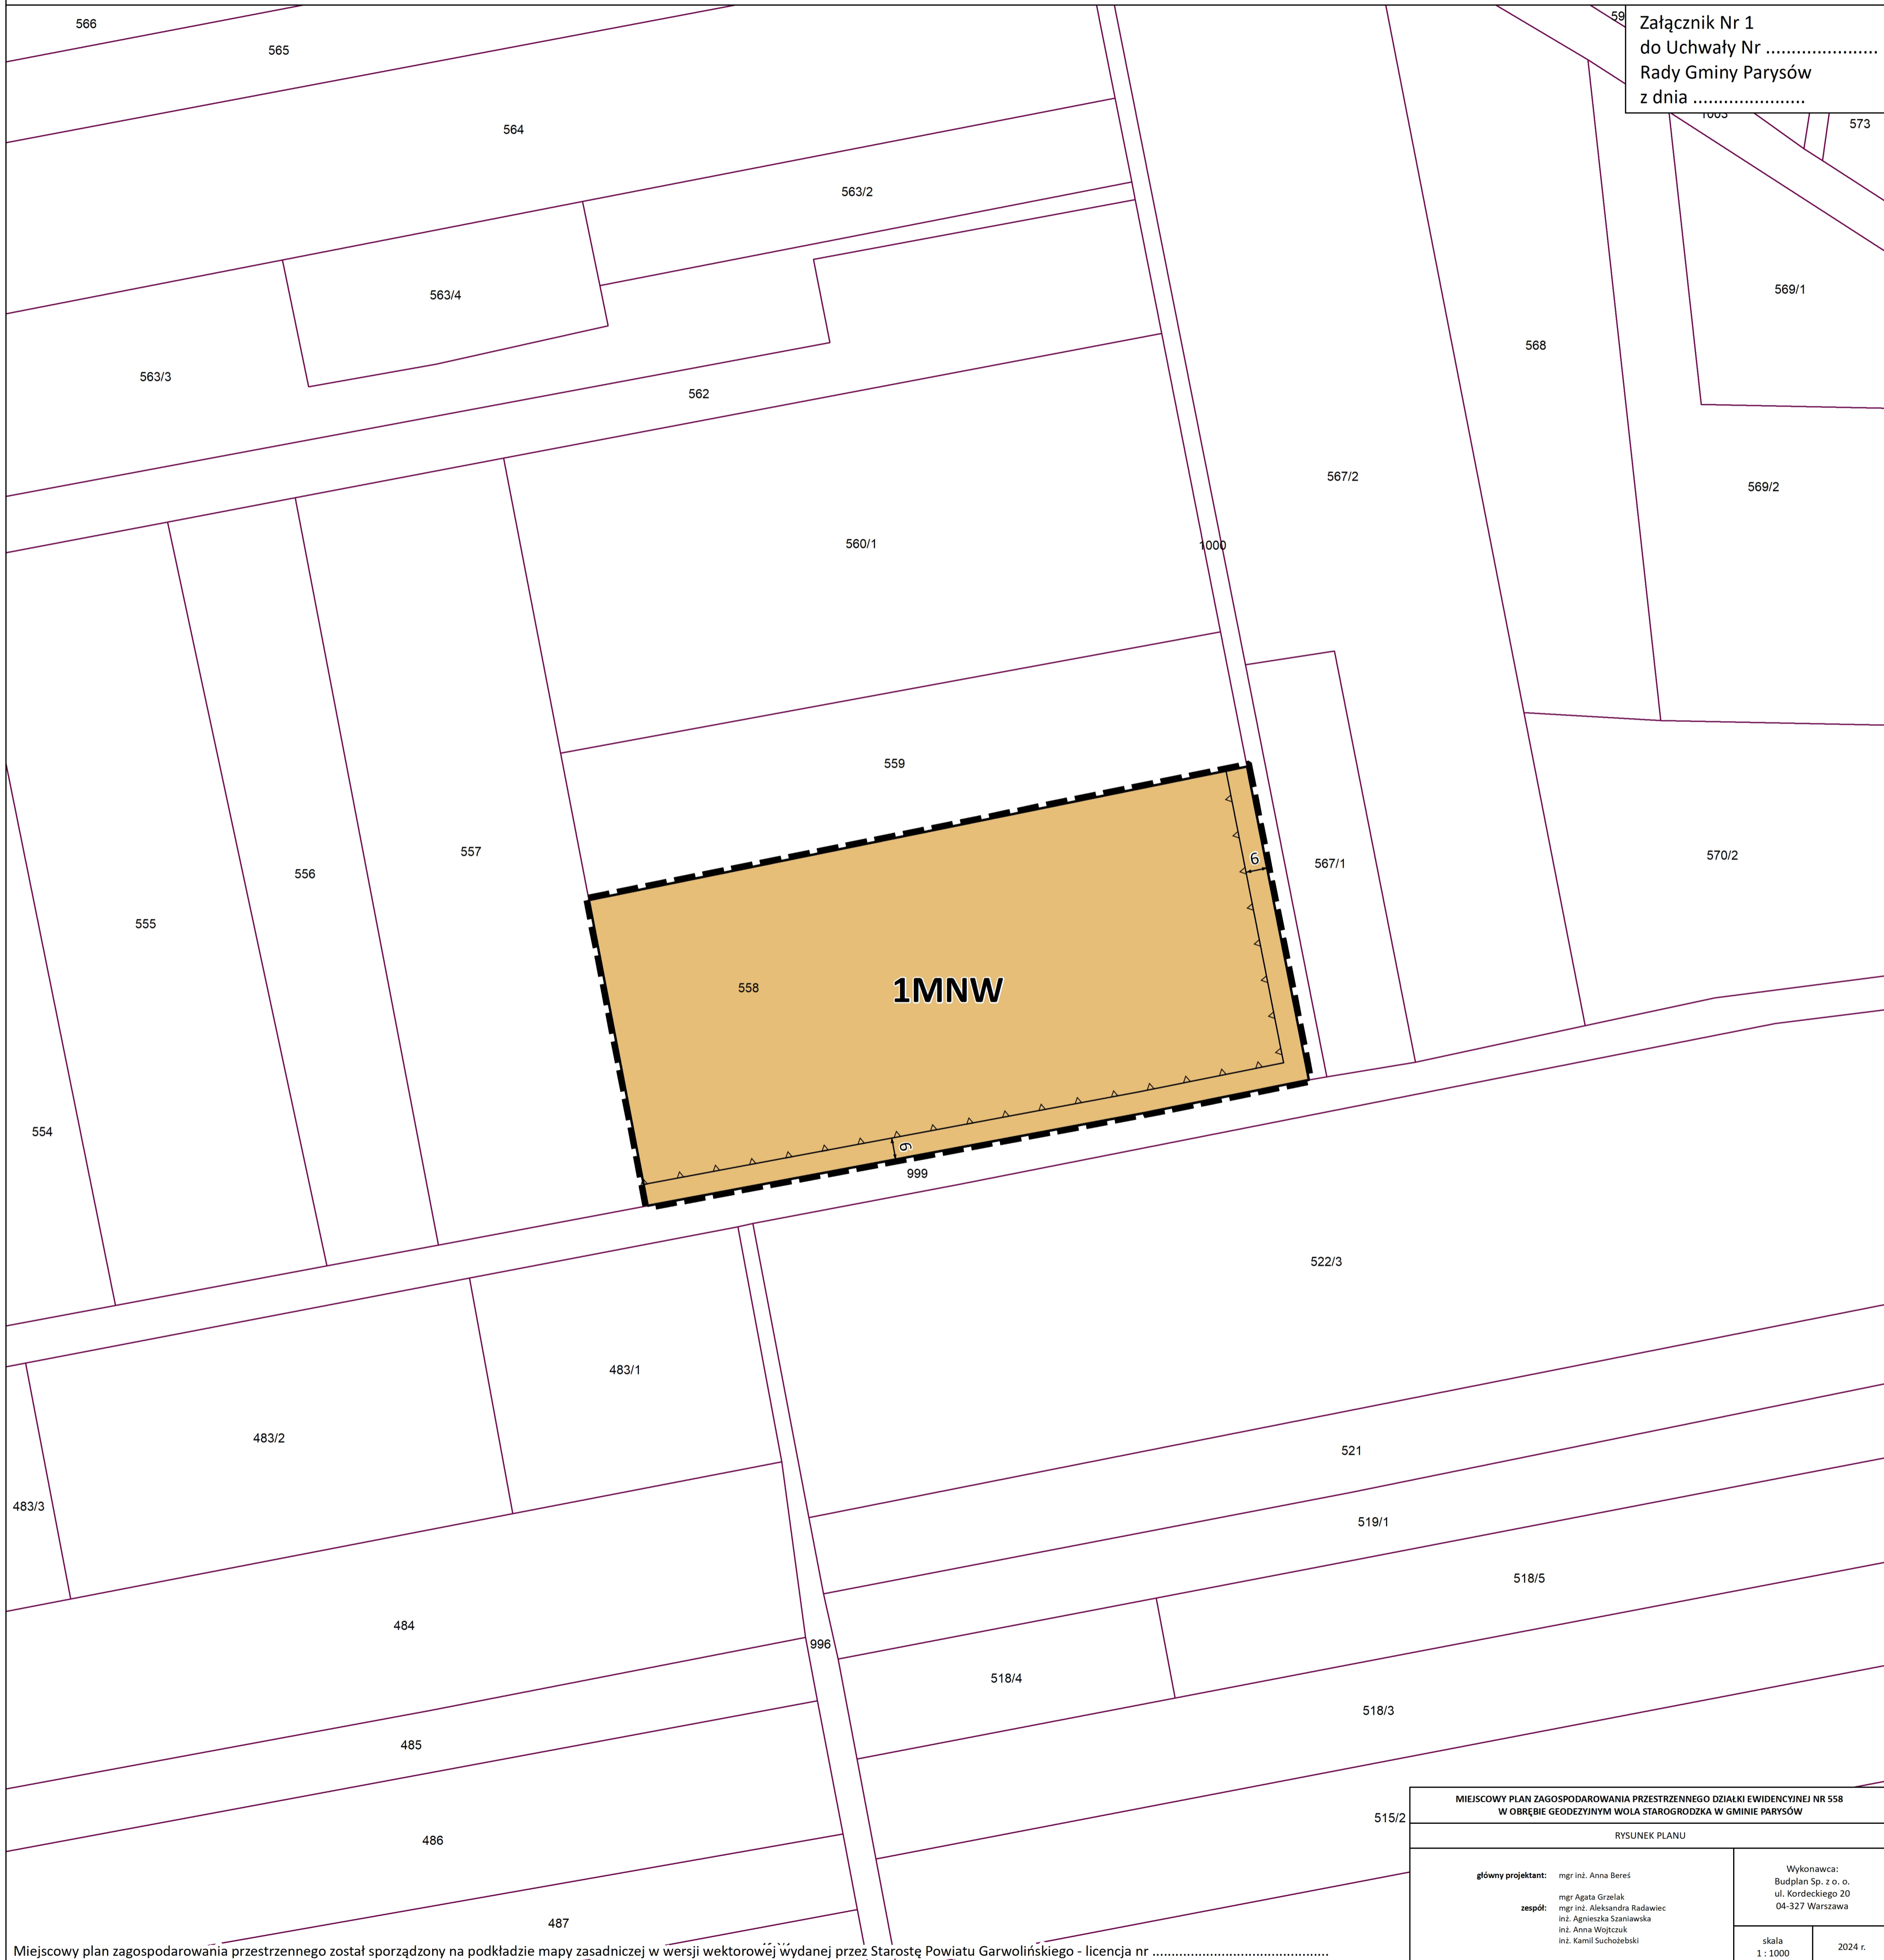 566
565
Załącznik Nr 1
do Uchwały Nr ......................
Rady Gminy Parysów
z dnia ......................
59
1003
573
564
563/2
563/4
569/1
563/3
568
562
567/2
569/2
560/1
1000
559
557
6
567/1
570/2
556
555
558
1MNW
554
6
999
522/3
483/1
483/2
521
483/3
519/1
518/5
484
996
518/4
518/3
485
515/2
486
487
MIEJSCOWY PLAN ZAGOSPODAROWANIA PRZESTRZENNEGO DZIAŁKI EWIDENCYJNEJ NR 558
W OBRĘBIE GEODEZYJNYM WOLA STAROGRODZKA W GMINIE PARYSÓW
RYSUNEK PLANU
główny projektant: mgr inż. Anna Bereś
zespół:
mgr Agata Grzelak
mgr inż. Aleksandra Radawiec
inż. Agnieszka Szaniawska
inż. Anna Wojtczuk
inż. Kamil Suchożebski
Wykonawca:
Budplan Sp. z o. o.
ul. Kordeckiego 20
04-327 Warszawa
skala
1 : 1000
2024 r.
Miejscowy plan zagospodarowania przestrzennego został sporządzony na podkładzie mapy zasadniczej w wersji wektorowej wydanej przez Starostę Powiatu Garwolińskiego - licencja nr ..............................................